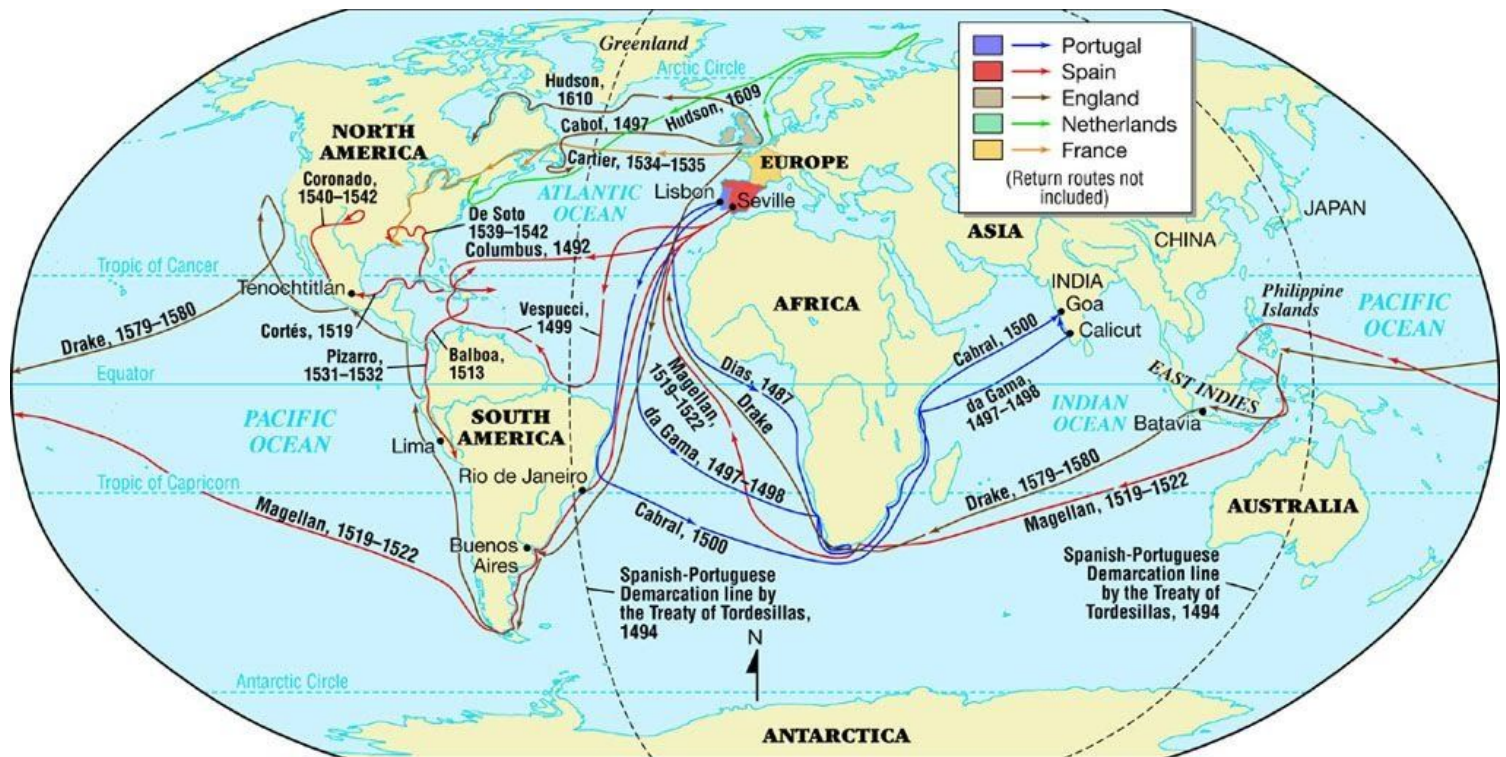 Greenland
Arctic Circle
Hudson,
1610
Hudson, 1609
Cabot, 1497
Cartier, 1534–1535
NORTH
AMERICA
Coronado,
1540–1542
ATLANTIC
OCEAN
De Soto
1539–1542
Columbus, 1492
EUROPE
Lisbon
Seville
Portugal
Spain
England
Netherlands
France
(Return routes not
included)
ASIA
JAPAN
CHINA
Tropic of Cancer
Tenochtitlán
Drake, 1579–1580
Cortés, 1519
Vespucci,
1499
AFRICA
INDIA
Goa
Calicut
Philippine
Islands
PACIFIC
OCEAN
Pizarro,
1531–1532
Balboa,
1513
Cabral, 1500
Equator
Dias, 1487
Magellan,
1519–1522
Drake
da Gama,
1497–1498
EAST INDIES
INDIAN
OCEAN
Batavia
PACIFIC
OCEAN
SOUTH
AMERICA
Lima
Rio de Janeiro
da Gama, 1497–1498
Tropic of Capricorn
Drake, 1579–1580
Magellan, 1519–1522
AUSTRALIA
Magellan, 1519–1522
Cabral, 1500
Buenos
Aires
Spanish-Portuguese
Demarcation line by
the Treaty of Tordesillas,
1494
Spanish-Portuguese
Demarcation line
by the Treaty of
Tordesillas, 1494
N
Antarctic Circle
ANTARCTICA